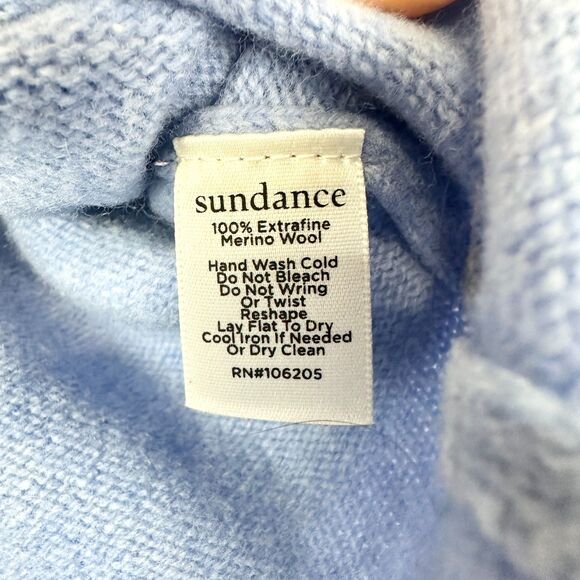 sundance
100% Extrafine
Merino Wool
Hand Wash Cold
Do Not Bleach
Do Not Wring
Or Twist
Reshape
Lay Flat To Dry
Cool Iron If Needed
Or Dry Clean
RN#106205